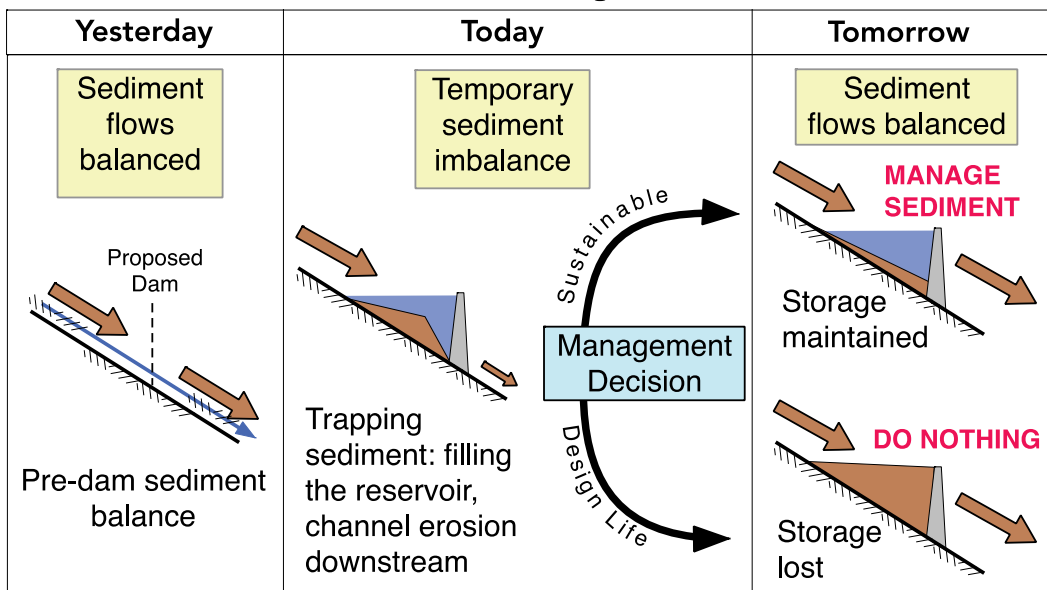 Yesterday
Today
Tomorrow
Sediment
flows
balanced
Proposed
Dam
Pre-dam sediment
balance
Temporary
sediment
imbalance
Trapping
sediment: filling
the reservoir,
channel erosion
downstream
Sustainable
Management
Decision
Design Life
Sediment
flows balanced
MANAGE
SEDIMENT
Storage
maintained
DO NOTHING
Storage
lost